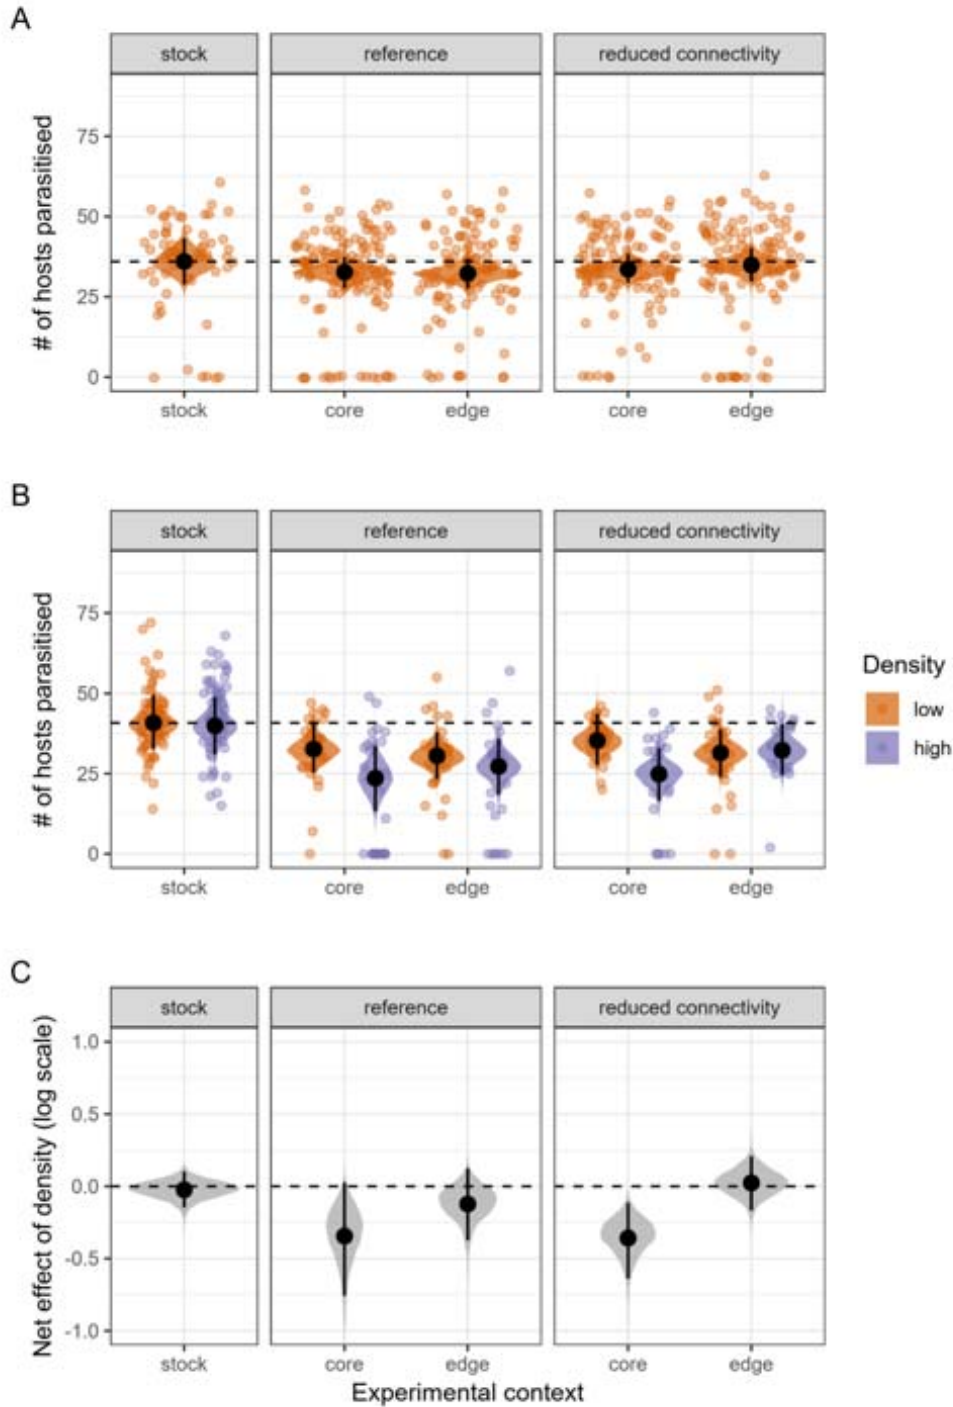 A
stock reference reduced connectivity
# of hosts parasitised
75
50
25
0
stock core edge core edge
B
stock reference reduced connectivity
# of hosts parasitised
75
50
25
0
stock core edge core edge
Density
low
high
C
stock reference reduced connectivity
Net effect of density (log scale)
1.0
0.5
0.0
-0.5
-1.0
stock core edge core edge
Experimental context